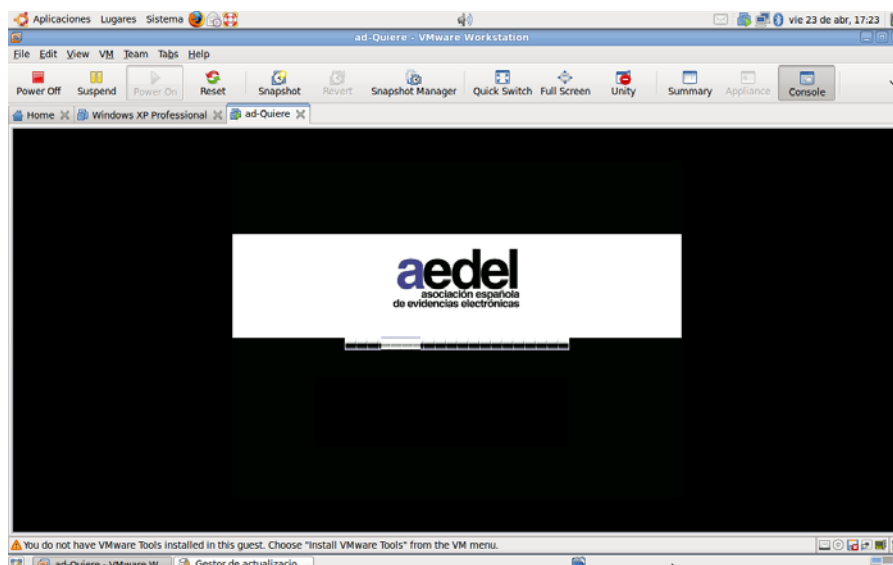 Aplicaciones Lugares Sistema vie 23 de abr, 17:23
ad-Quiere - VMware Workstation
File Edit View VM Team Tabs Help
Power Off Suspend Power On Reset Snapshot Revert Snapshot Manager Quick Switch Full Screen Unity Summary Appliance Console
Home Windows XP Professional ad-Quiere
aedel
asociación española
de evidencias electrónicas
You do not have VMware Tools installed in this guest. Choose "Install VMware Tools" from the VM menu.
ad-Quiere - VMware W... Gestor de actualizacio...